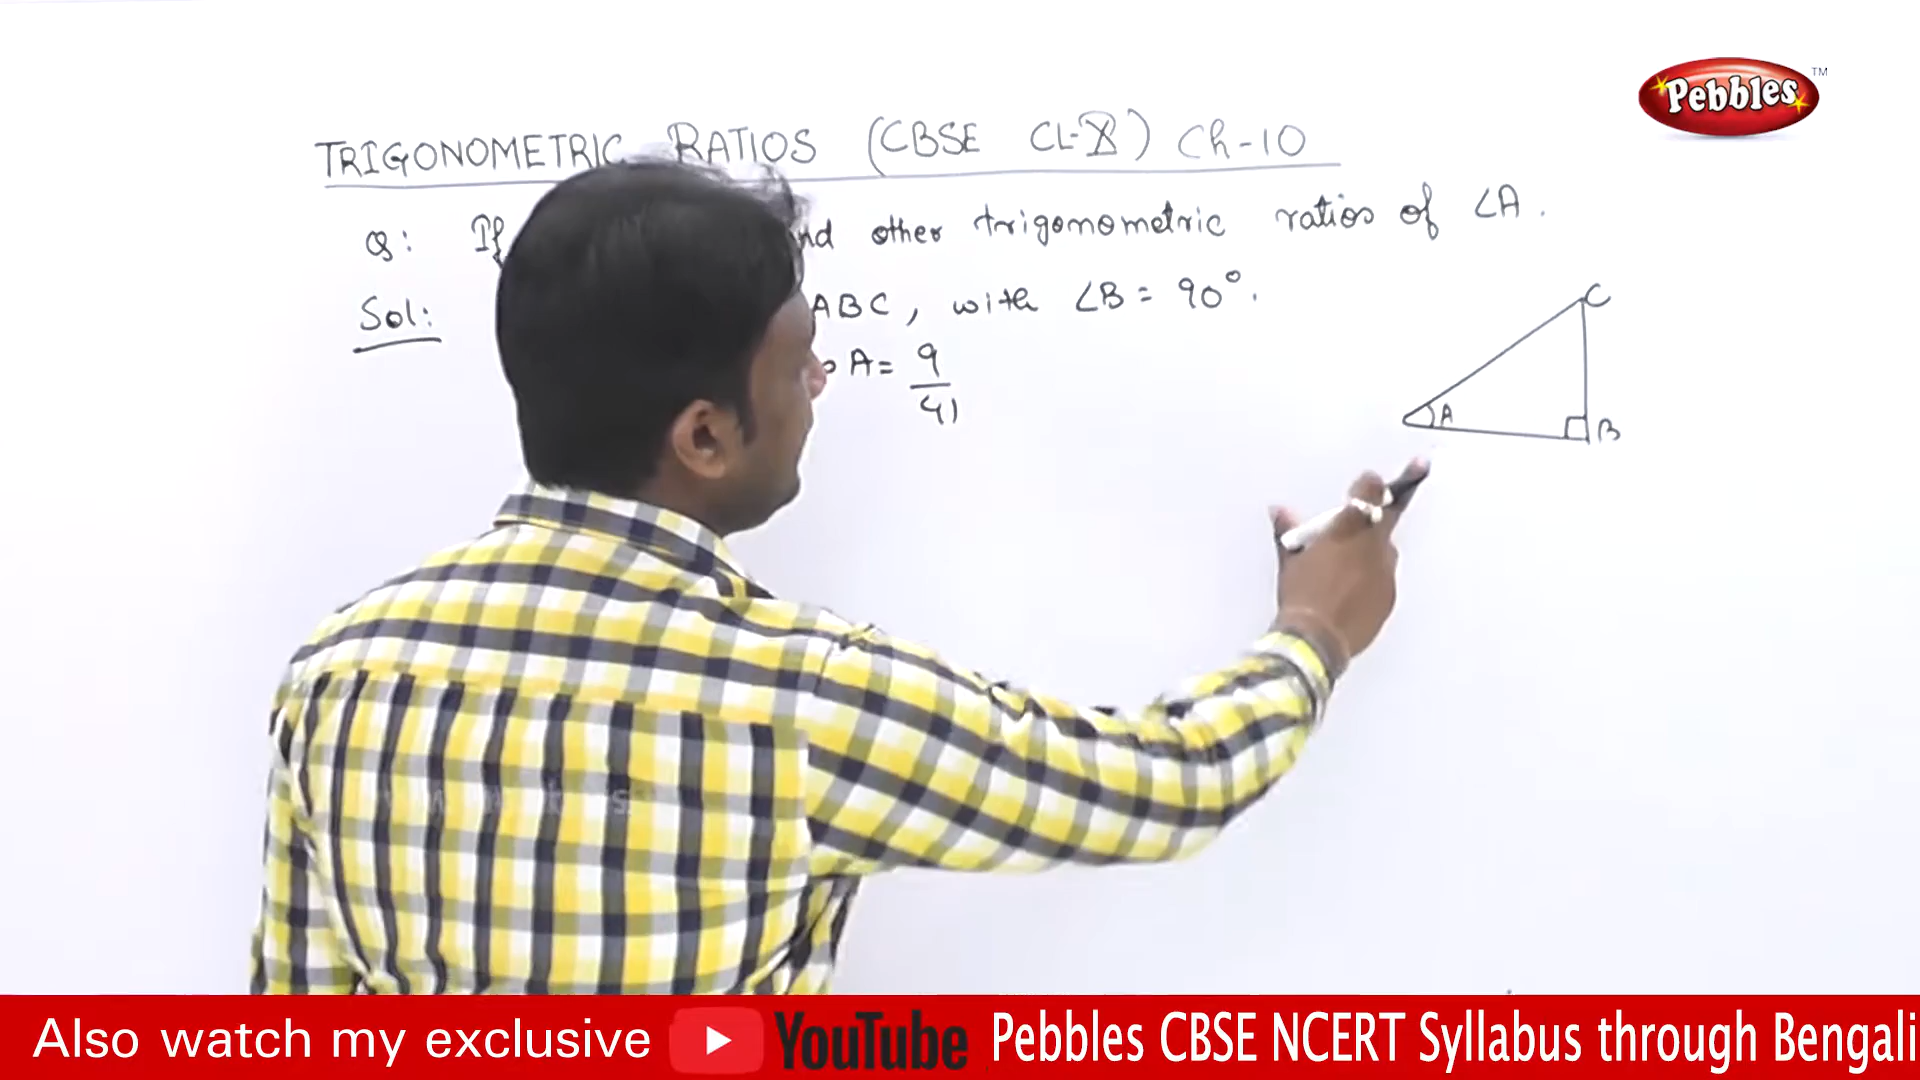 Pebbles TM
TRIGONOMETRIC RATIOS (CBSE CL-X) Ch-10
Q: If nd other trigonometric ratios of ∠A.
Sol: ABC, with ∠B = 90°.
A = 9/41
C
A
B
Also watch my exclusive YouTube Pebbles CBSE NCERT Syllabus through Bengali